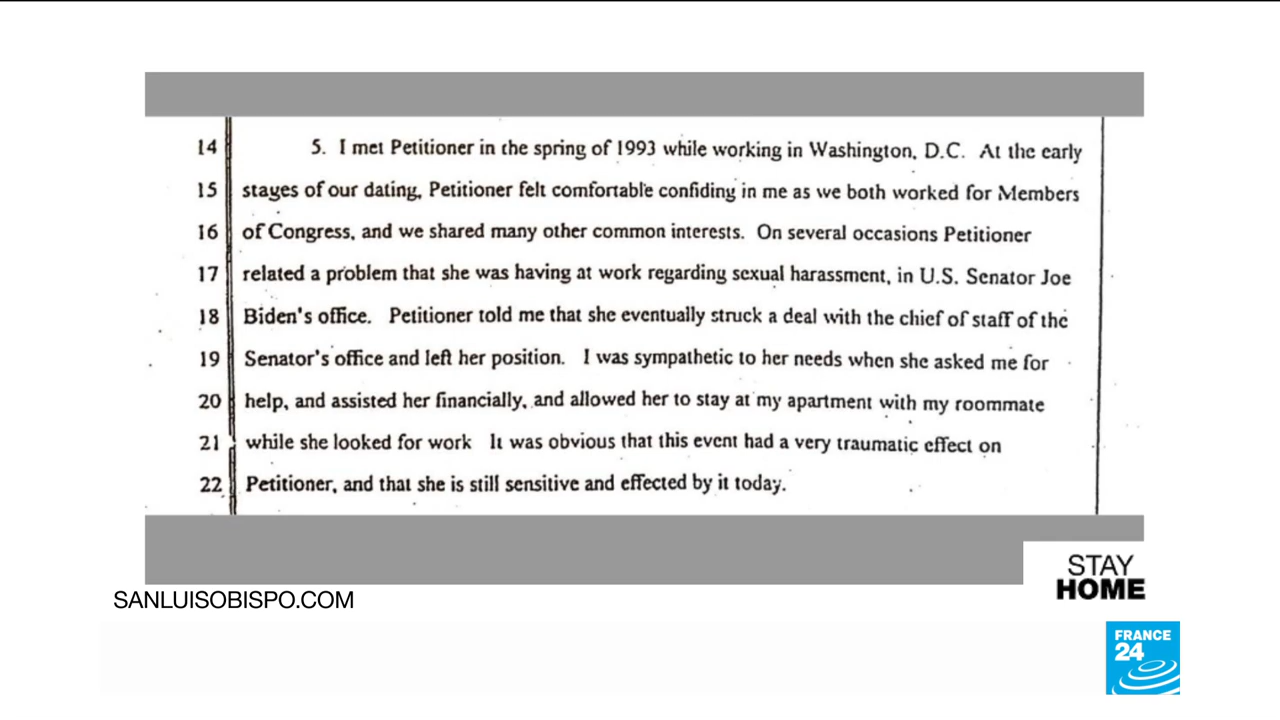 14 5. I met Petitioner in the spring of 1993 while working in Washington, D.C. At the early
15 stages of our dating, Petitioner felt comfortable confiding in me as we both worked for Members
16 of Congress, and we shared many other common interests. On several occasions Petitioner
17 related a problem that she was having at work regarding sexual harassment, in U.S. Senator Joe
18 Biden's office. Petitioner told me that she eventually struck a deal with the chief of staff of the
19 Senator's office and left her position. I was sympathetic to her needs when she asked me for
20 help, and assisted her financially, and allowed her to stay at my apartment with my roommate
21 while she looked for work It was obvious that this event had a very traumatic effect on
22 Petitioner, and that she is still sensitive and effected by it today.
STAY
HOME
SANLUISOBISPO.COM
FRANCE
24